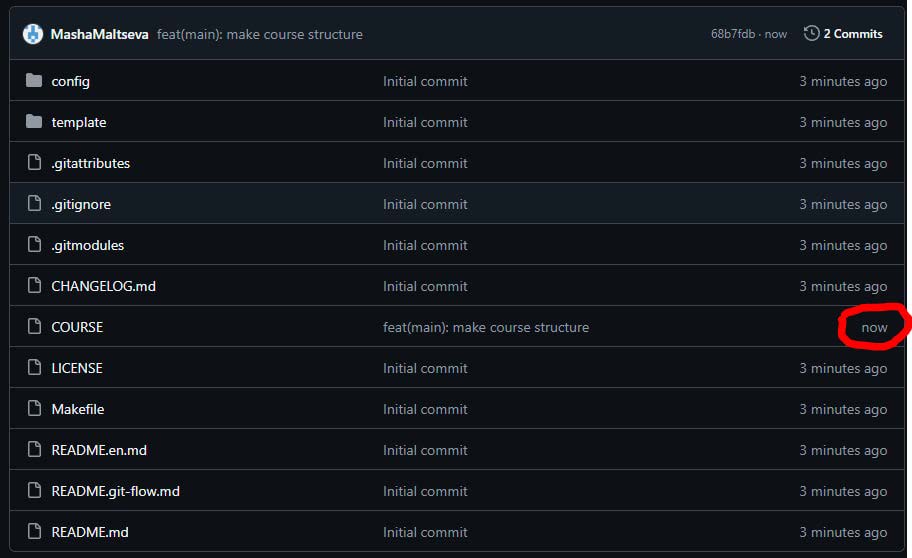 MashaMaltseva feat(main): make course structure 68b7fdb · now 2 Commits
config Initial commit 3 minutes ago
template Initial commit 3 minutes ago
.gitattributes Initial commit 3 minutes ago
.gitignore Initial commit 3 minutes ago
.gitmodules Initial commit 3 minutes ago
CHANGELOG.md Initial commit 3 minutes ago
COURSE feat(main): make course structure now
LICENSE Initial commit 3 minutes ago
Makefile Initial commit 3 minutes ago
README.en.md Initial commit 3 minutes ago
README.git-flow.md Initial commit 3 minutes ago
README.md Initial commit 3 minutes ago